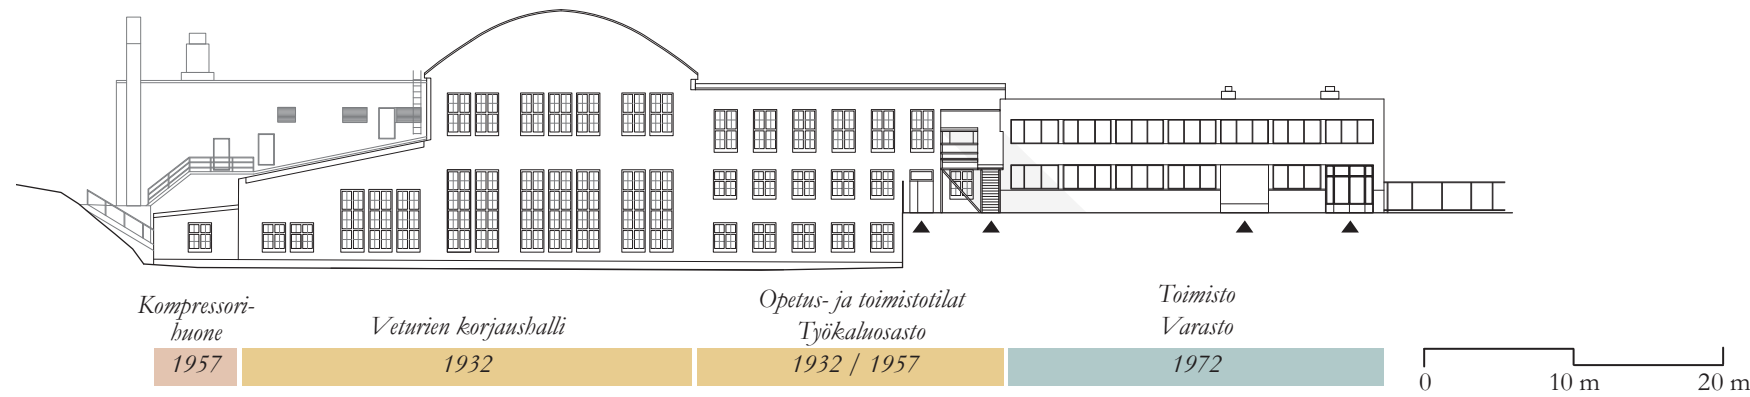 Kompressori-
huone
1957
Veturien korjaushalli
1932
Opetus- ja toimistotilat
Työkaluosasto
1932 / 1957
Toimisto
Varasto
1972
0
10 m
20 m